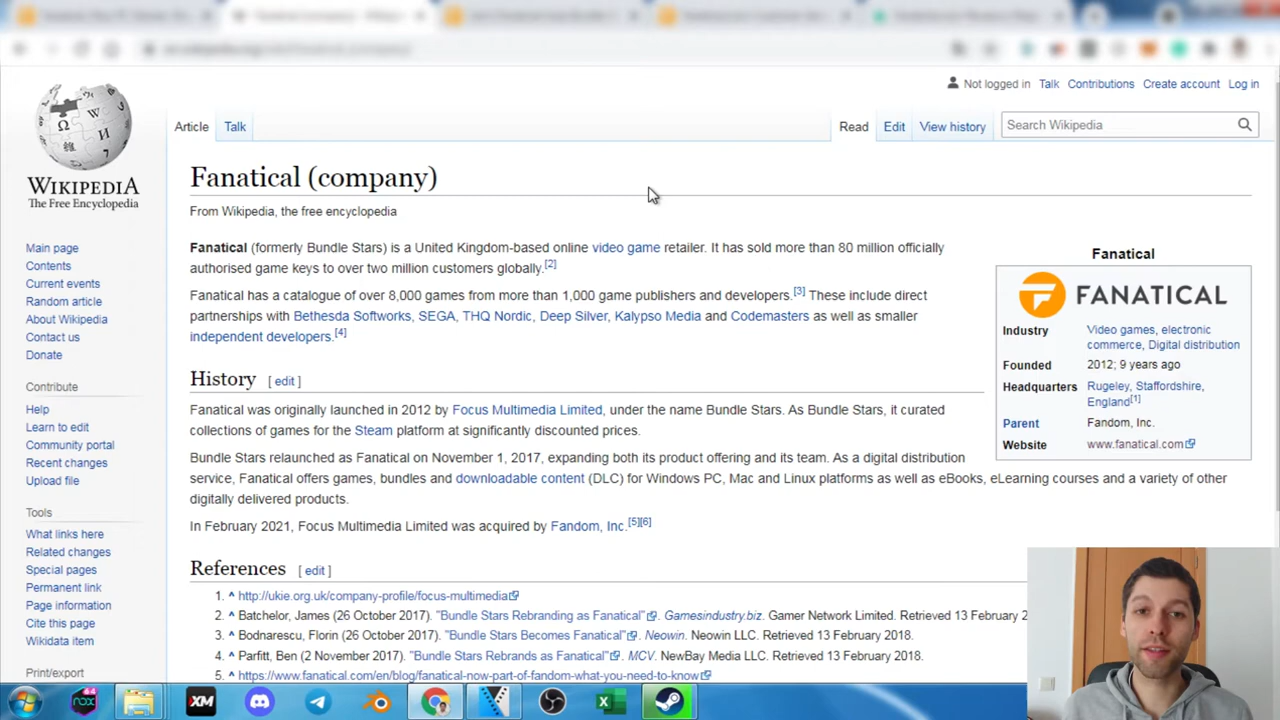 Not logged in Talk Contributions Create account Log in
Article Talk Read Edit View history Search Wikipedia
WIKIPEDIA
The Free Encyclopedia
Main page
Contents
Current events
Random article
About Wikipedia
Contact us
Donate
Contribute
Help
Learn to edit
Community portal
Recent changes
Upload file
Tools
What links here
Related changes
Special pages
Permanent link
Page information
Cite this page
Wikidata item
Print/export
Fanatical (company)
From Wikipedia, the free encyclopedia
Fanatical (formerly Bundle Stars) is a United Kingdom-based online video game retailer. It has sold more than 80 million officially
authorised game keys to over two million customers globally.[2]
Fanatical has a catalogue of over 8,000 games from more than 1,000 game publishers and developers.[3] These include direct
partnerships with Bethesda Softworks, SEGA, THQ Nordic, Deep Silver, Kalypso Media and Codemasters as well as smaller
independent developers.[4]
History [ edit ]
Fanatical was originally launched in 2012 by Focus Multimedia Limited, under the name Bundle Stars. As Bundle Stars, it curated
collections of games for the Steam platform at significantly discounted prices.
Bundle Stars relaunched as Fanatical on November 1, 2017, expanding both its product offering and its team. As a digital distribution
service, Fanatical offers games, bundles and downloadable content (DLC) for Windows PC, Mac and Linux platforms as well as eBooks, eLearning courses and a variety of other
digitally delivered products.
In February 2021, Focus Multimedia Limited was acquired by Fandom, Inc.[5][6]
References [ edit ]
1. ^ http://ukie.org.uk/company-profile/focus-multimedia
2. ^ Batchelor, James (26 October 2017). "Bundle Stars Rebranding as Fanatical". Gamesindustry.biz. Gamer Network Limited. Retrieved 13 February 2
3. ^ Bodnarescu, Florin (26 October 2017). "Bundle Stars Becomes Fanatical". Neowin. Neowin LLC. Retrieved 13 February 2018.
4. ^ Parfitt, Ben (2 November 2017). "Bundle Stars Rebrands as Fanatical". MCV. NewBay Media LLC. Retrieved 13 February 2018.
5. ^ https://www.fanatical.com/en/blog/fanatical-now-part-of-fandom-what-you-need-to-know
Fanatical
FANATICAL
Industry Video games, electronic
commerce, Digital distribution
Founded 2012; 9 years ago
Headquarters Rugeley, Staffordshire,
England[1]
Parent Fandom, Inc.
Website www.fanatical.com
nox
XM